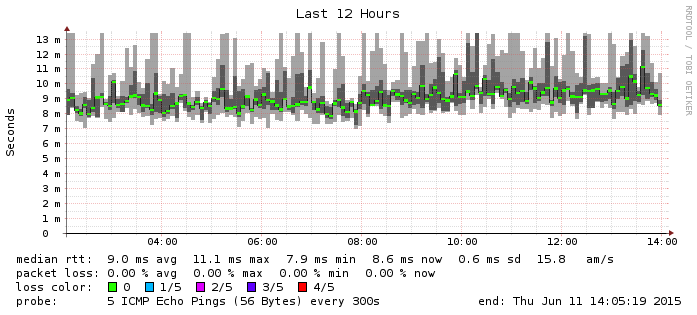 Last 12 Hours
RRDTOOL / TOBI OETIKER
Seconds
13 m
12 m
11 m
10 m
9 m
8 m
7 m
6 m
5 m
4 m
3 m
2 m
1 m
0
04:00 06:00 08:00 10:00 12:00 14:00
median rtt: 9.0 ms avg 11.1 ms max 7.9 ms min 8.6 ms now 0.6 ms sd 15.8 am/s
packet loss: 0.00 % avg 0.00 % max 0.00 % min 0.00 % now
loss color: 0 1/5 2/5 3/5 4/5
probe: 5 ICMP Echo Pings (56 Bytes) every 300s end: Thu Jun 11 14:05:19 2015